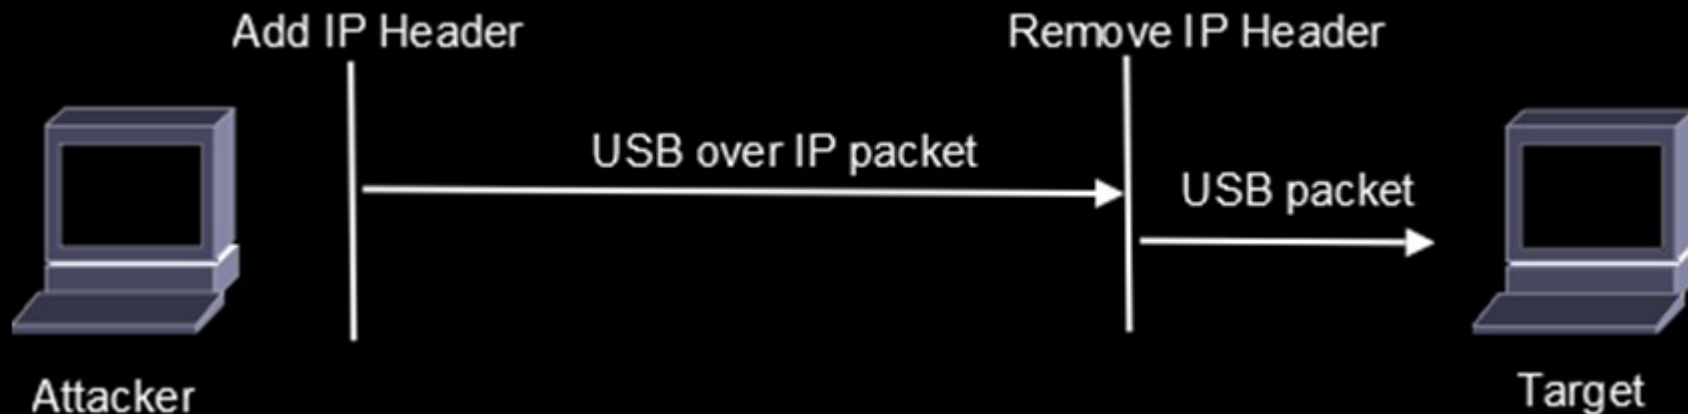 Add IP Header
Remove IP Header
USB over IP packet
USB packet
Attacker
Target